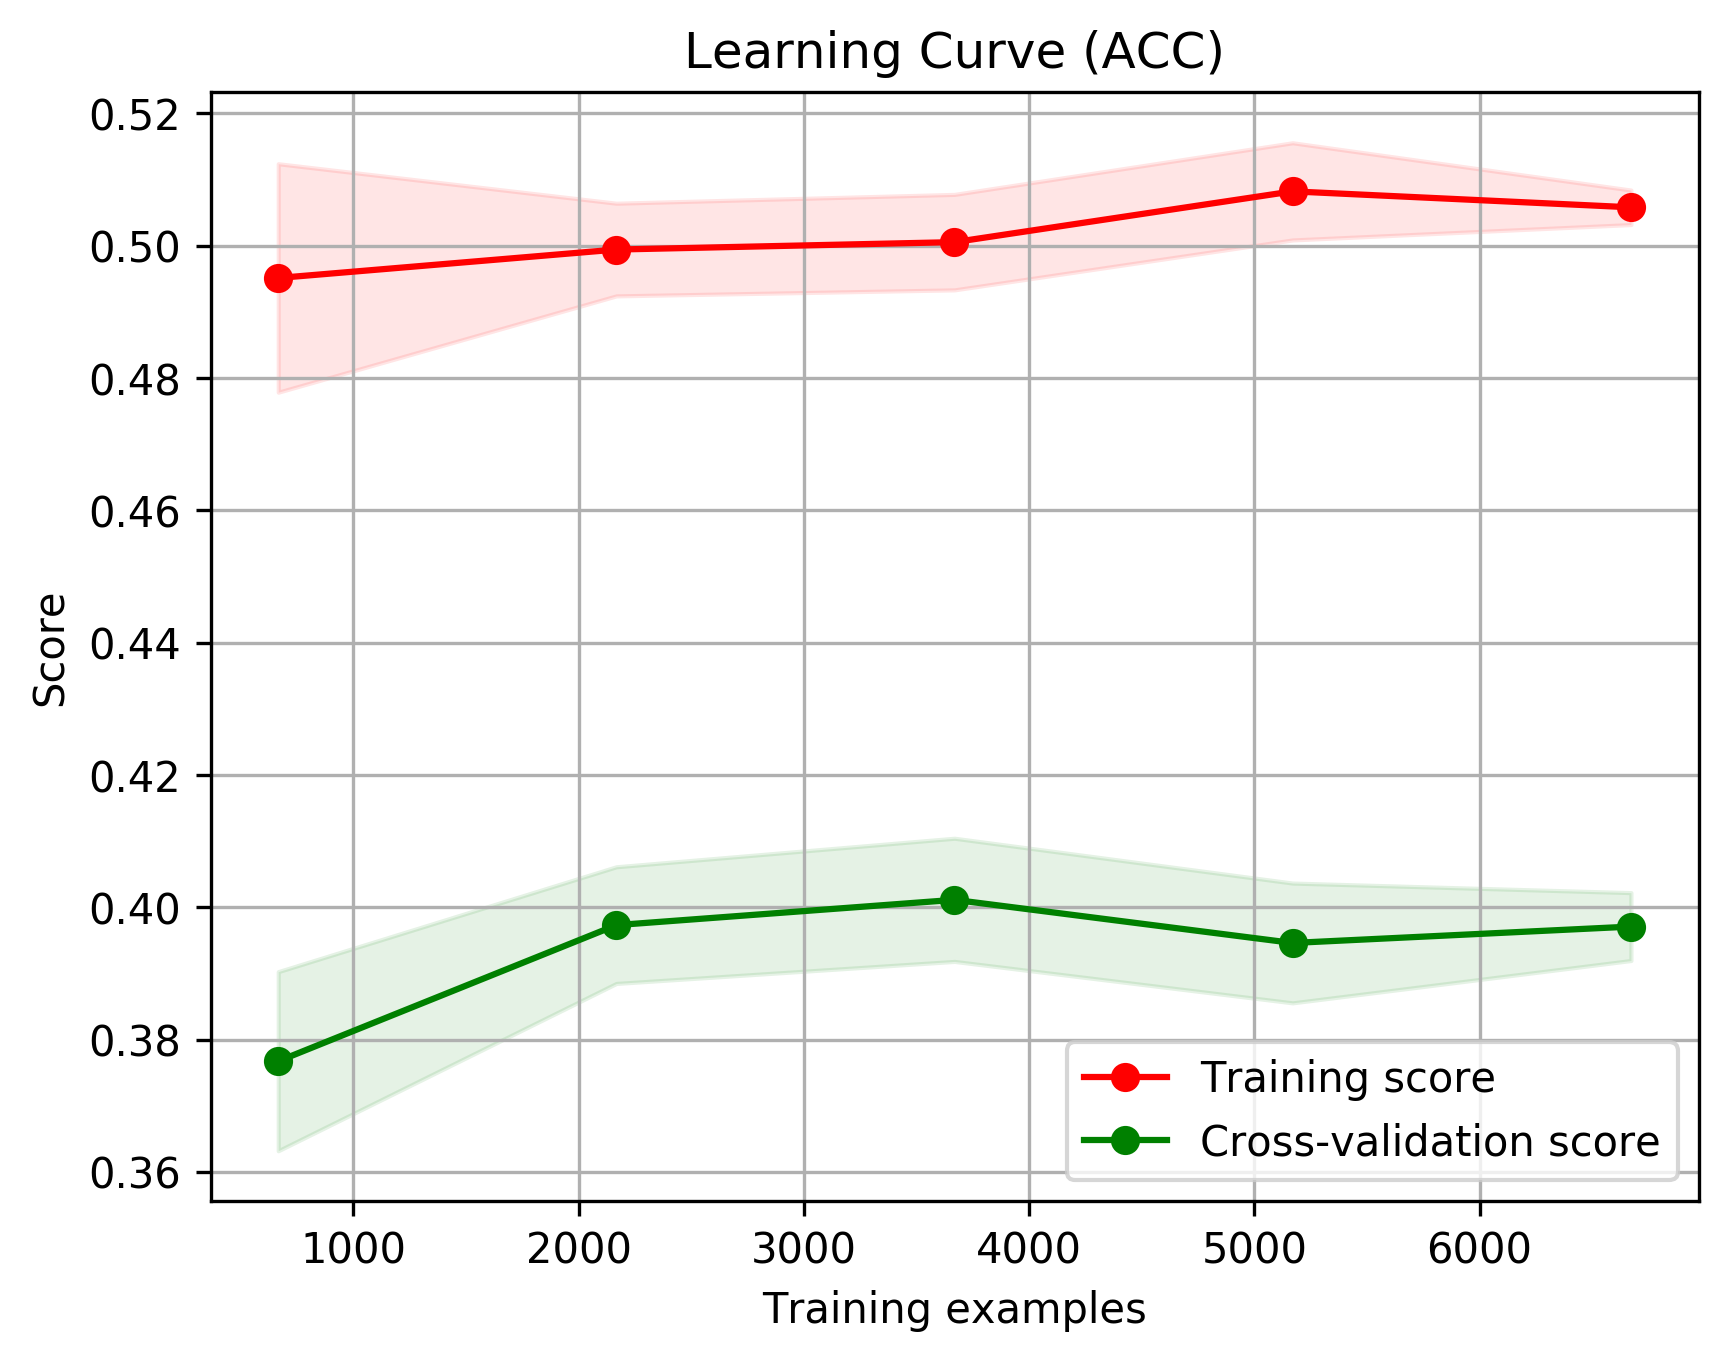 Learning Curve (ACC)
0.52
0.50
0.48
0.46
0.44
0.42
0.40
0.38
0.36
Score
Training score
Cross-validation score
1000 2000 3000 4000 5000 6000
Training examples